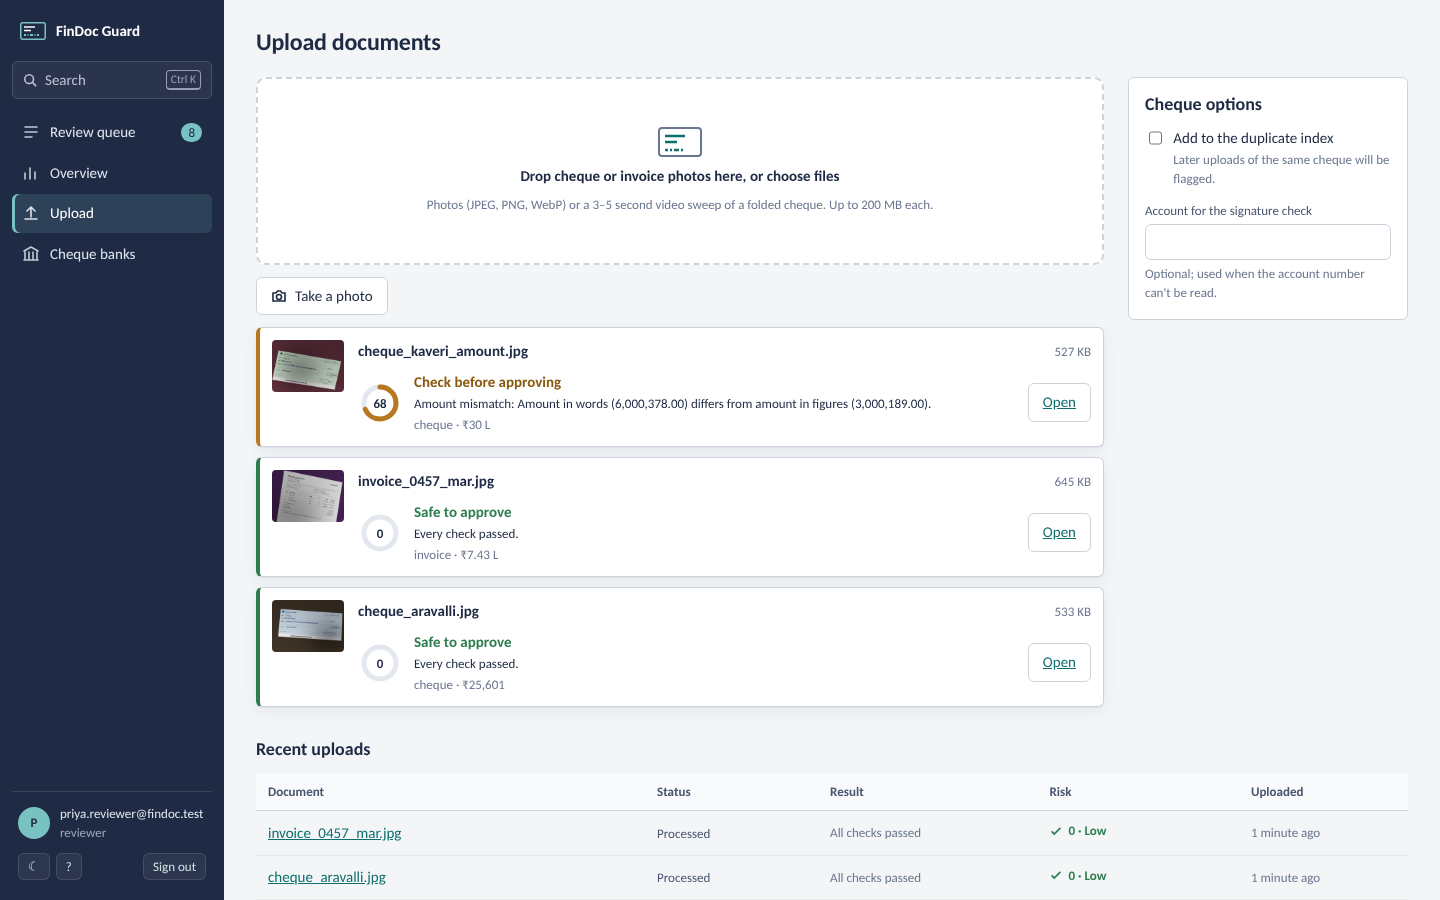 FinDoc Guard
Search
Ctrl K
Review queue
8
Overview
Upload
Cheque banks
priya.reviewer@findoc.test
P
reviewer
?
Sign out
Upload documents
Drop cheque or invoice photos here, or choose files
Photos (JPEG, PNG, WebP) or a 3–5 second video sweep of a folded cheque. Up to 200 MB each.
Take a photo
cheque_kaveri_amount.jpg
527 KB
Check before approving
68
Amount mismatch: Amount in words (6,000,378.00) differs from amount in figures (3,000,189.00).
cheque · ₹30 L
Open
invoice_0457_mar.jpg
645 KB
Safe to approve
0
Every check passed.
invoice · ₹7.43 L
Open
cheque_aravalli.jpg
533 KB
Safe to approve
0
Every check passed.
cheque · ₹25,601
Open
Cheque options
Add to the duplicate index
Later uploads of the same cheque will be
flagged.
Account for the signature check
Optional; used when the account number
can't be read.
Recent uploads
Document Status Result Risk Uploaded
invoice_0457_mar.jpg Processed All checks passed 0 · Low 1 minute ago
cheque_aravalli.jpg Processed All checks passed 0 · Low 1 minute ago